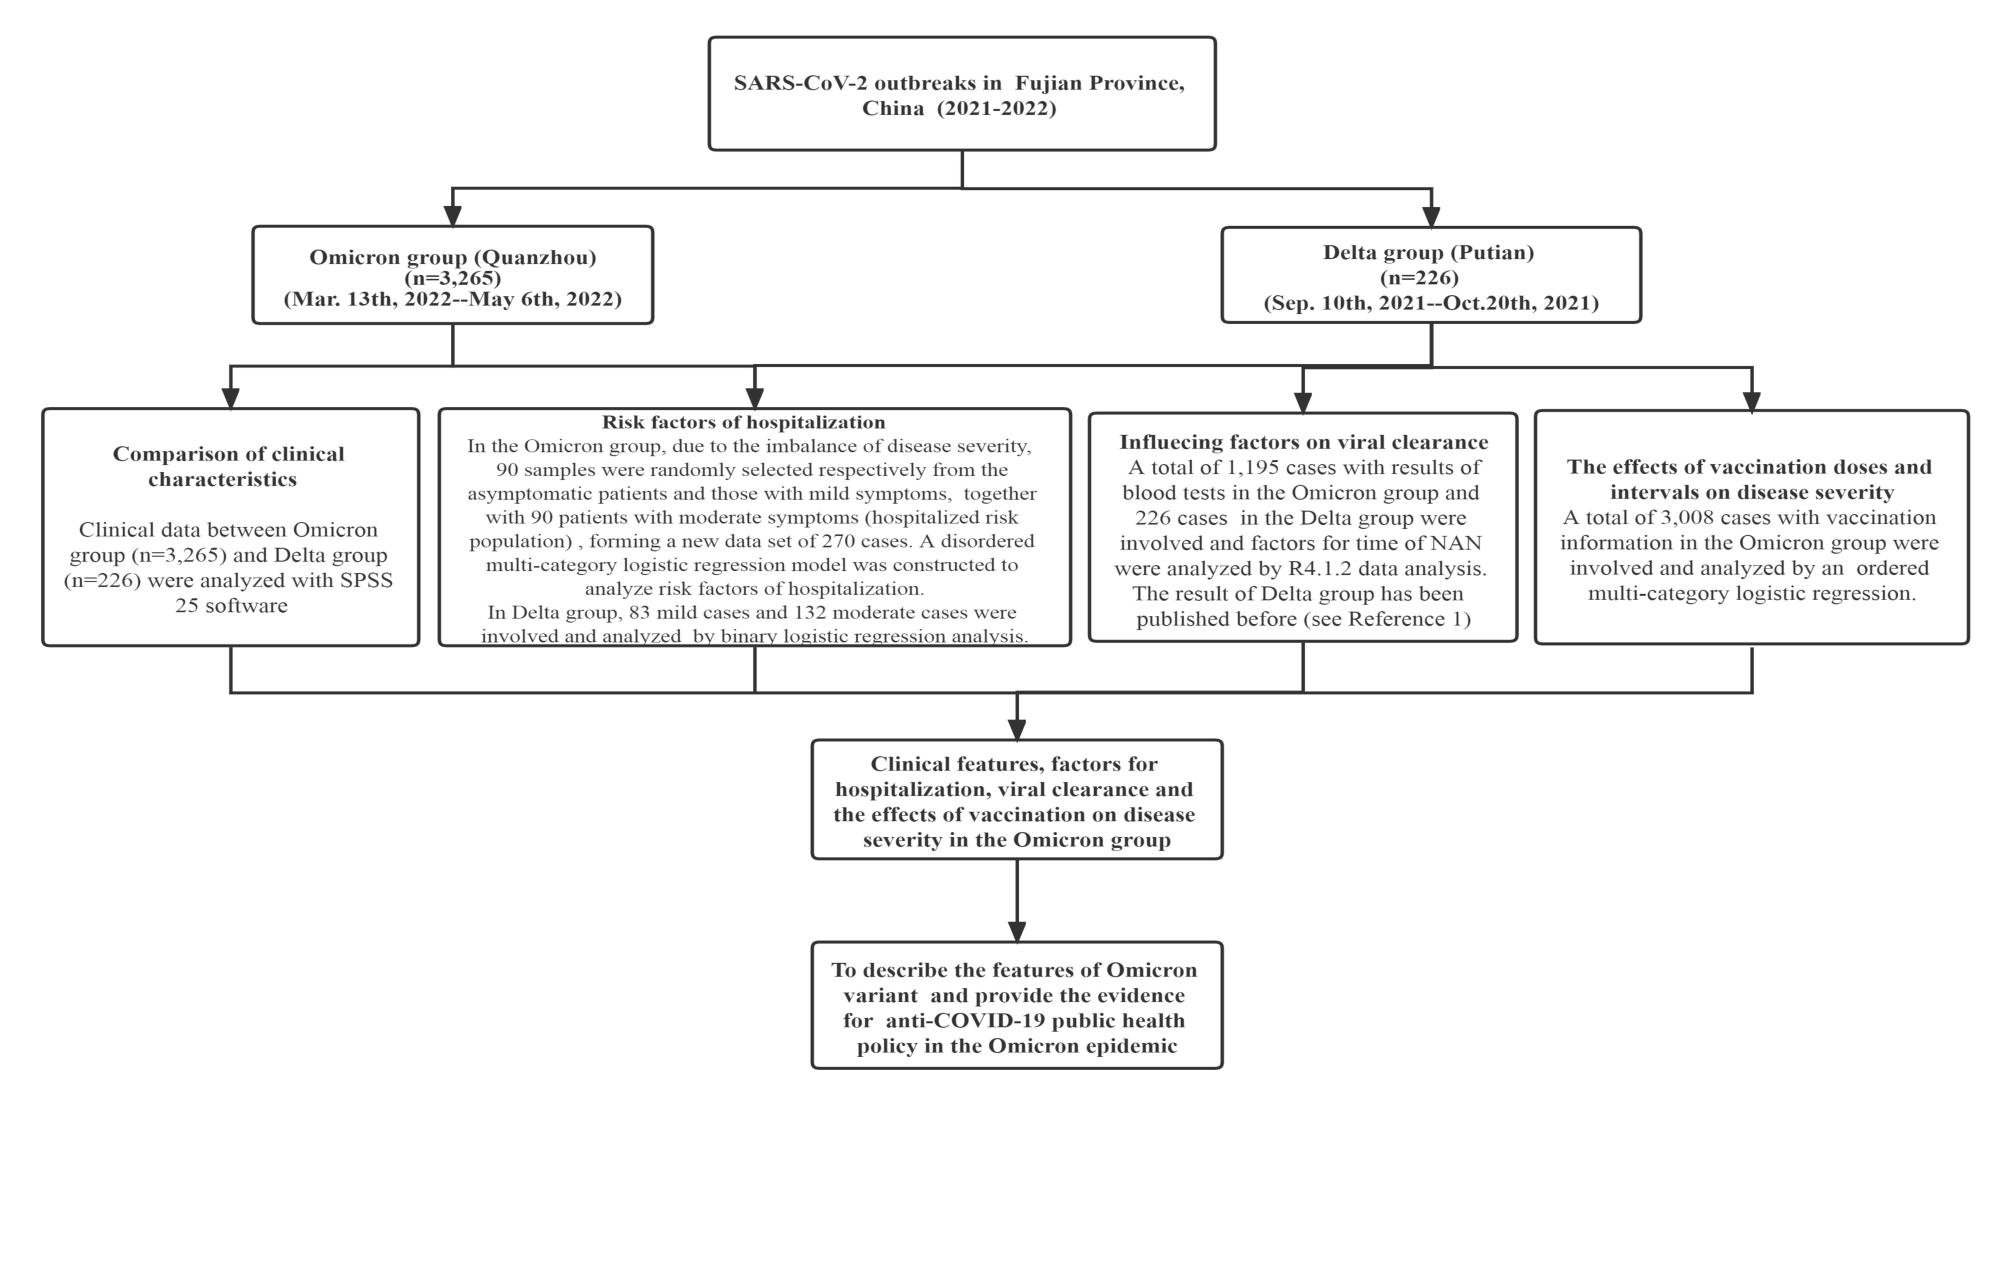 SARS-CoV-2 outbreaks in Fujian Province,
China (2021-2022)
Omicron group (Quanzhou)
(n=3,265)
(Mar. 13th, 2022--May 6th, 2022)
Delta group (Putian)
(n=226)
(Sep. 10th, 2021--Oct.20th, 2021)
Comparison of clinical
characteristics
Clinical data between Omicron
group (n=3,265) and Delta group
(n=226) were analyzed with SPSS
25 software
Risk factors of hospitalization
In the Omicron group, due to the imbalance of disease severity,
90 samples were randomly selected respectively from the
asymptomatic patients and those with mild symptoms, together
with 90 patients with moderate symptoms (hospitalized risk
population) , forming a new data set of 270 cases. A disordered
multi-category logistic regression model was constructed to
analyze risk factors of hospitalization.
In Delta group, 83 mild cases and 132 moderate cases were
involved and analyzed by binary logistic regression analysis.
Influecing factors on viral clearance
A total of 1,195 cases with results of
blood tests in the Omicron group and
226 cases in the Delta group were
involved and factors for time of NAN
were analyzed by R4.1.2 data analysis.
The result of Delta group has been
published before (see Reference 1)
The effects of vaccination doses and
intervals on disease severity
A total of 3,008 cases with vaccination
information in the Omicron group were
involved and analyzed by an ordered
multi-category logistic regression.
Clinical features, factors for
hospitalization, viral clearance and
the effects of vaccination on disease
severity in the Omicron group
To describe the features of Omicron
variant and provide the evidence
for anti-COVID-19 public health
policy in the Omicron epidemic